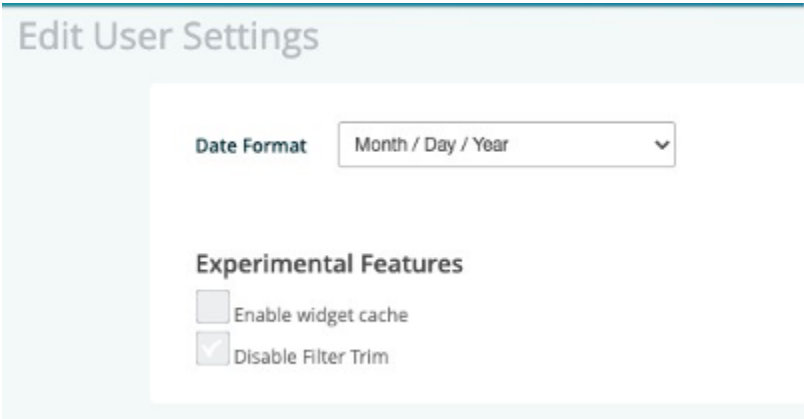 Edit User Settings
Date Format Month / Day / Year
Experimental Features
Enable widget cache
Disable Filter Trim